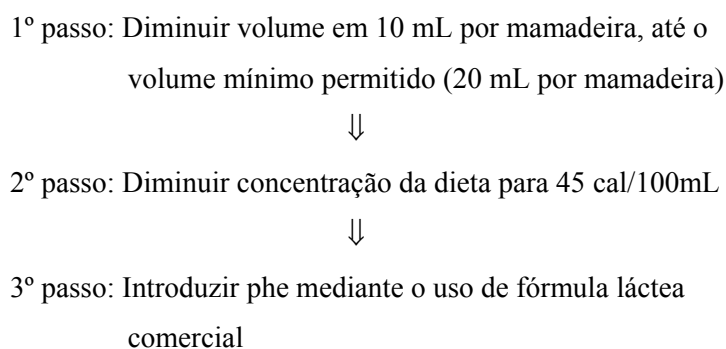 1º passo: Diminuir volume em 10 mL por mamadeira, até o
volume mínimo permitido (20 mL por mamadeira)
⇓
2º passo: Diminuir concentração da dieta para 45 cal/100mL
⇓
3º passo: Introduzir phe mediante o uso de fórmula láctea
comercial